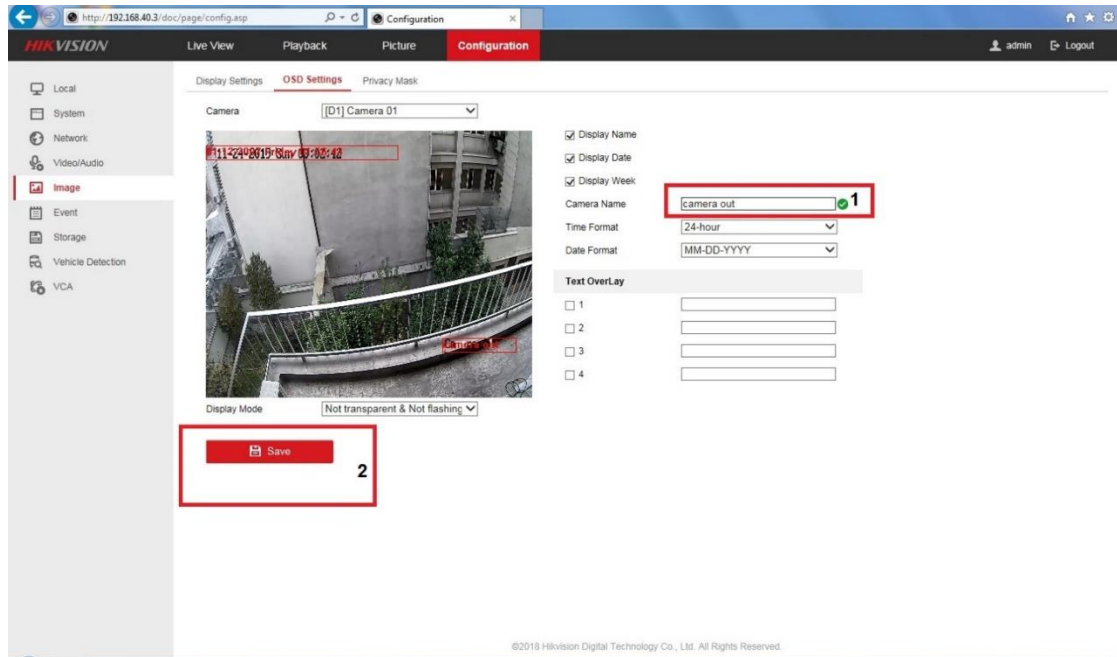 http://192.168.40.3/doc/page/config.asp
Configuration
HIKVISION
Live View
Playback
Picture
Configuration
admin
Logout
Local
System
Network
Video/Audio
Image
Event
Storage
Vehicle Detection
VCA
Display Settings
OSD Settings
Privacy Mask
Camera
[D1] Camera 01
Camera out
Display Mode
Not transparent & Not flashing
Save
2
Display Name
Display Date
Display Week
Camera Name
camera out
1
Time Format
24-hour
Date Format
MM-DD-YYYY
Text OverLay
1
2
3
4
©2018 Hikvision Digital Technology Co., Ltd. All Rights Reserved.